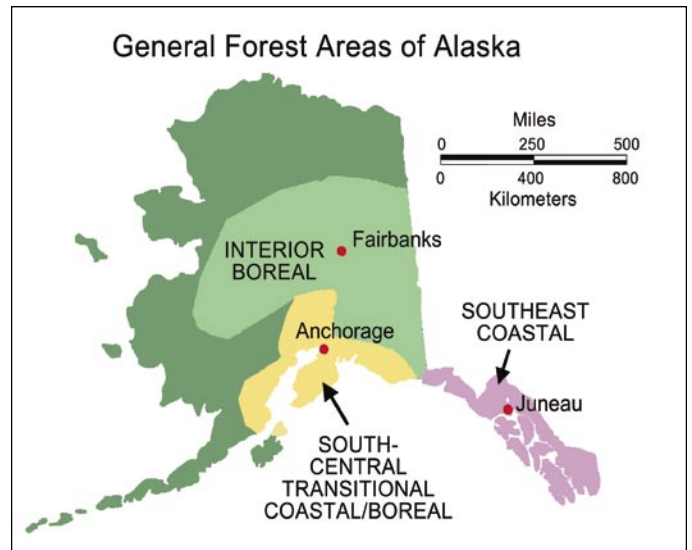 General Forest Areas of Alaska
Miles
0 250 500
0 400 800
Kilometers
Fairbanks
INTERIOR
BOREAL
Anchorage
SOUTHEAST
COASTAL
Juneau
SOUTH-
CENTRAL
TRANSITIONAL
COASTAL/BOREAL